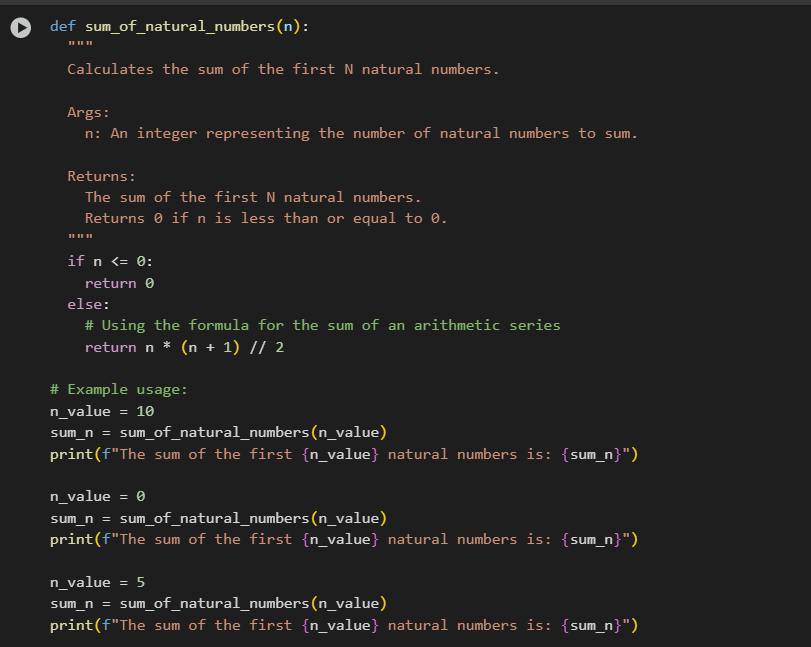 def sum_of_natural_numbers(n):
  """
  Calculates the sum of the first N natural numbers.

  Args:
    n: An integer representing the number of natural numbers to sum.

  Returns:
    The sum of the first N natural numbers.
    Returns 0 if n is less than or equal to 0.
  """
  if n <= 0:
    return 0
  else:
    # Using the formula for the sum of an arithmetic series
    return n * (n + 1) // 2

# Example usage:
n_value = 10
sum_n = sum_of_natural_numbers(n_value)
print(f"The sum of the first {n_value} natural numbers is: {sum_n}")

n_value = 0
sum_n = sum_of_natural_numbers(n_value)
print(f"The sum of the first {n_value} natural numbers is: {sum_n}")

n_value = 5
sum_n = sum_of_natural_numbers(n_value)
print(f"The sum of the first {n_value} natural numbers is: {sum_n}")